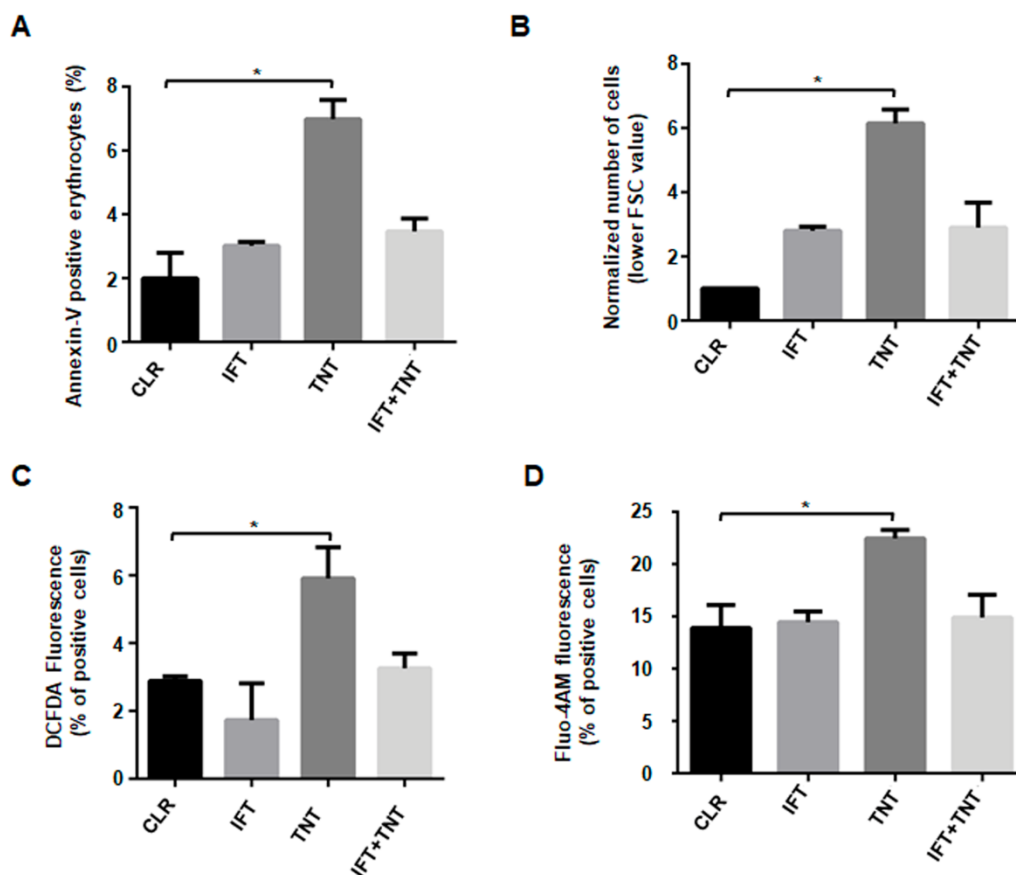 A
Annexin-V positive erythrocytes (%)
8
6
4
2
0
*
CLR
IFT
TNT
IFT+TNT
B
Normalized number of cells
(lower FSC value)
8
6
4
2
0
*
CLR
IFT
TNT
IFT+TNT
C
DCFDA Fluorescence
(% of positive cells)
8
6
4
2
0
*
CLR
IFT
TNT
IFT+TNT
D
Fluo-4AM fluorescence
(% of positive cells)
25
20
15
10
5
0
*
CLR
IFT
TNT
IFT+TNT